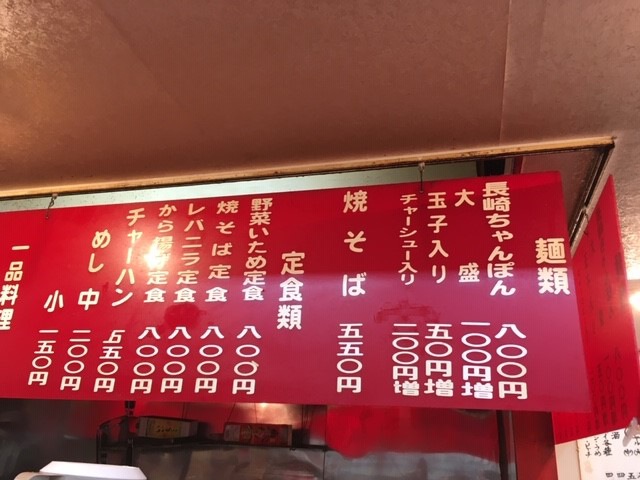 麺類
長崎ちゃんぽん 八〇〇円
大盛 一〇〇円増
玉子入り 五〇円増
チャーシュー入り 二〇〇円増
焼そば 五五〇円
定食類
野菜いため定食 八〇〇円
焼そば定食 八〇〇円
レバニラ定食 八〇〇円
から揚げ定食 八〇〇円
チャーハン 五五〇円
めし中 二〇〇円
小 一五〇円
一品料理